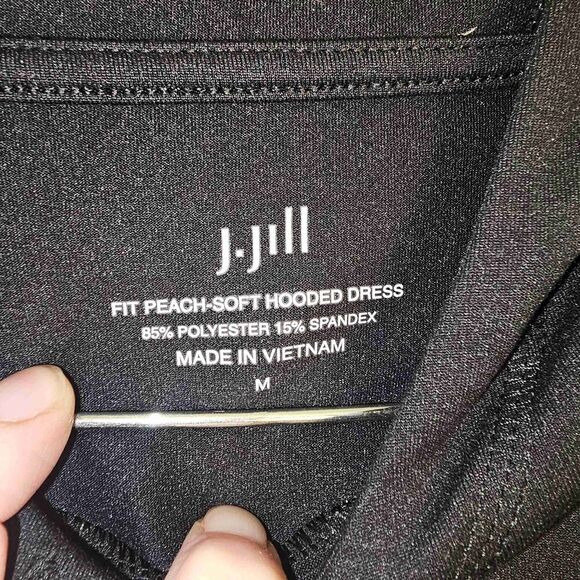 J.Jill
FIT PEACH-SOFT HOODED DRESS
85% POLYESTER 15% SPANDEX
MADE IN VIETNAM
M